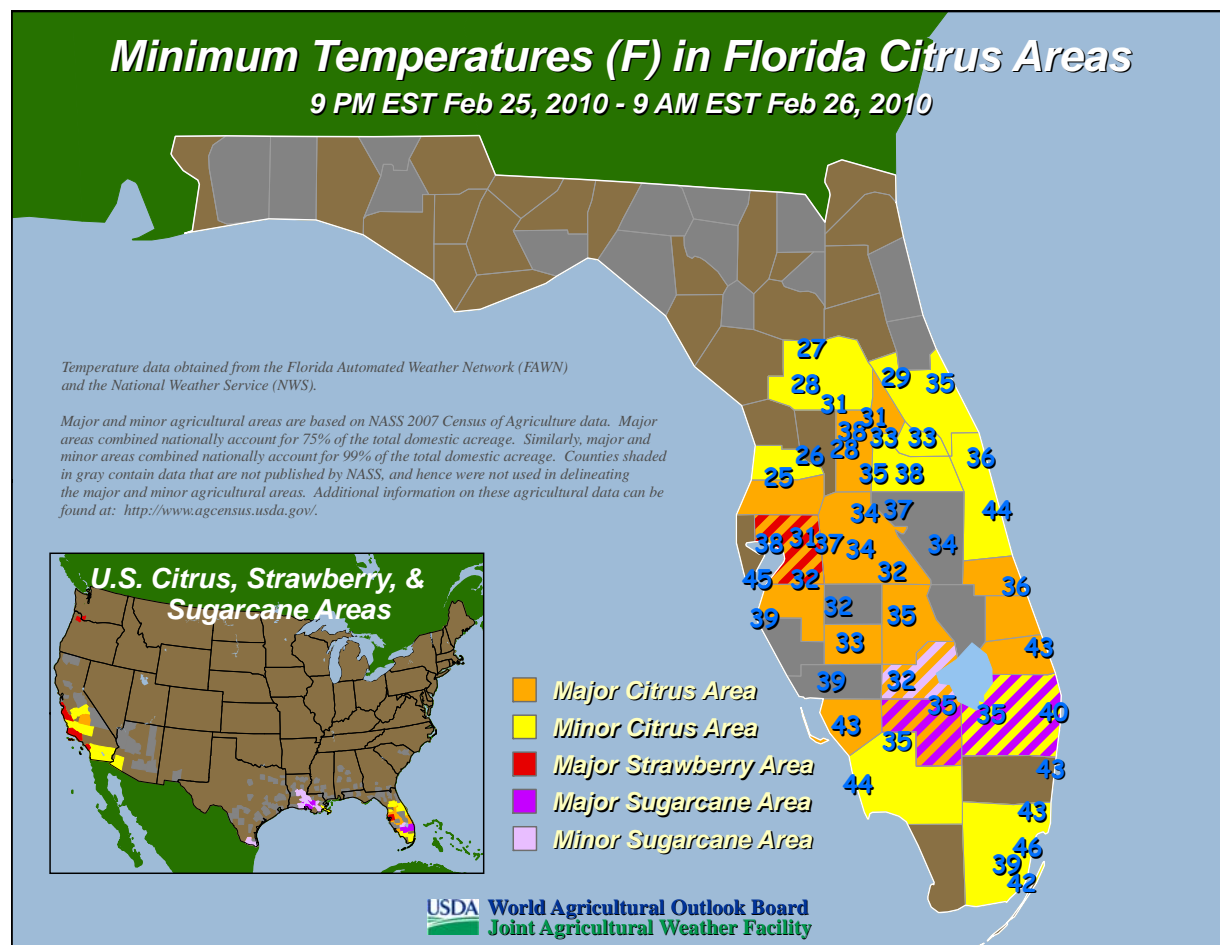 Minimum Temperatures (F) in Florida Citrus Areas
9 PM EST Feb 25, 2010 - 9 AM EST Feb 26, 2010
27
28
31
29
35
31
38
33
33
28
26
25
35
38
36
34
37
44
38
31
37
34
34
45
32
32
36
39
32
35
33
43
39
32
35
35
40
43
35
44
43
43
46
39
42
Temperature data obtained from the Florida Automated Weather Network (FAWN)
and the National Weather Service (NWS).
Major and minor agricultural areas are based on NASS 2007 Census of Agriculture data. Major
areas combined nationally account for 75% of the total domestic acreage. Similarly, major and
minor areas combined nationally account for 99% of the total domestic acreage. Counties shaded
in gray contain data that are not published by NASS, and hence were not used in delineating
the major and minor agricultural areas. Additional information on these agricultural data can be
found at: http://www.agcensus.usda.gov/.
U.S. Citrus, Strawberry, &
Sugarcane Areas
Major Citrus Area
Minor Citrus Area
Major Strawberry Area
Major Sugarcane Area
Minor Sugarcane Area
USDA World Agricultural Outlook Board
Joint Agricultural Weather Facility